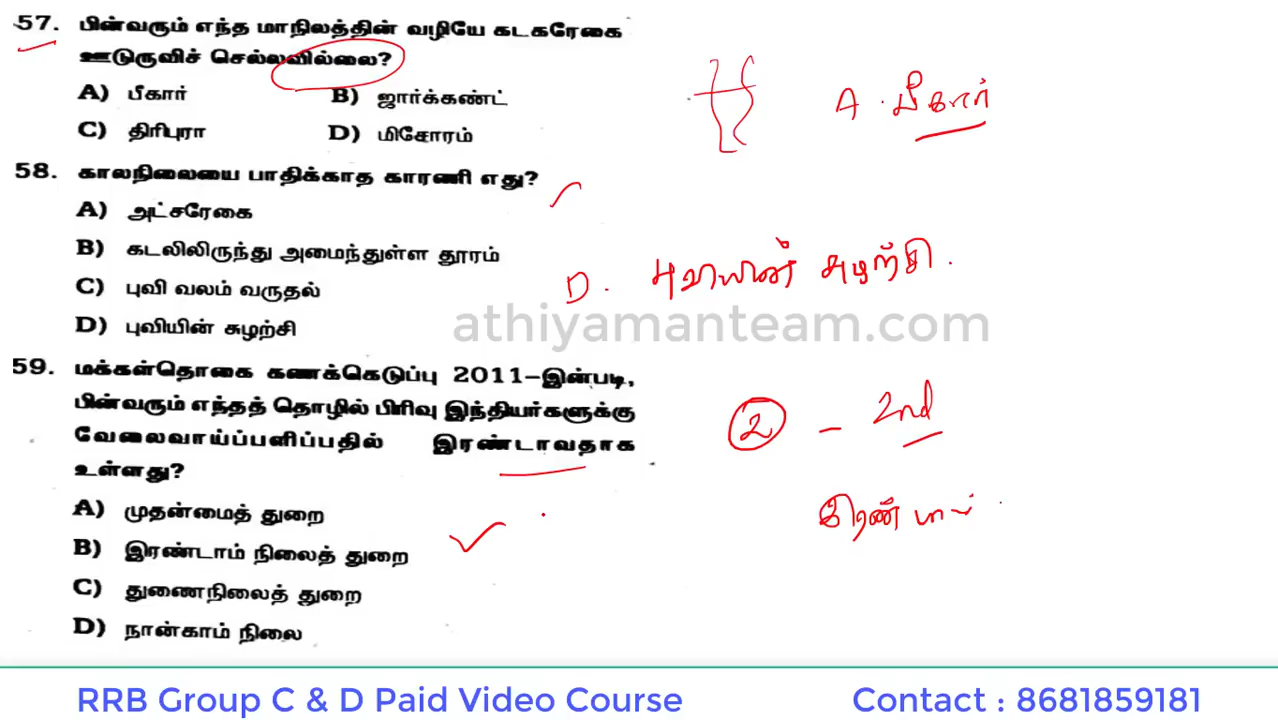 57. பின்வரும் எந்த மாநிலத்தின் வழியே கடகரேகை
ஊடுருவிச் செல்லவில்லை?
A) பீகார் B) ஜார்க்கண்ட்
C) திரிபுரா D) மிசோரம்
A . பீகார்
58. காலநிலையை பாதிக்காத காரணி எது?
A) அட்சரேகை
B) கடலிலிருந்து அமைந்துள்ள தூரம்
C) புவி வலம் வருதல்
D) புவியின் சுழற்சி
D . புவியின் சுழற்சி .
athiyamanteam.com
59. மக்கள்தொகை கணக்கெடுப்பு 2011-இன்படி,
பின்வரும் எந்தத் தொழில் பிரிவு இந்தியர்களுக்கு
வேலைவாய்ப்பளிப்பதில் இரண்டாவதாக
உள்ளது?
A) முதன்மைத் துறை
B) இரண்டாம் நிலைத் துறை
C) துணைநிலைத் துறை
D) நான்காம் நிலை
2 - 2nd
RRB Group C & D Paid Video Course Contact : 8681859181